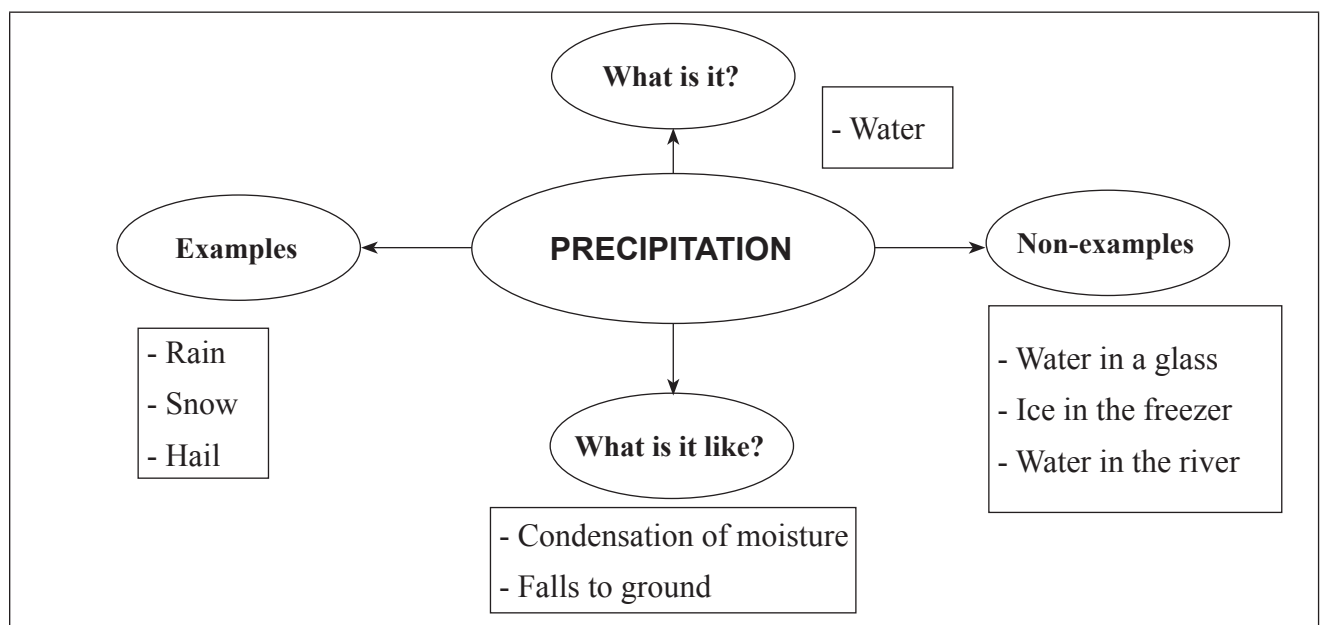 What is it?
- Water
Examples
PRECIPITATION
Non-examples
- Rain
- Snow
- Hail
- Water in a glass
- Ice in the freezer
- Water in the river
What is it like?
- Condensation of moisture
- Falls to ground